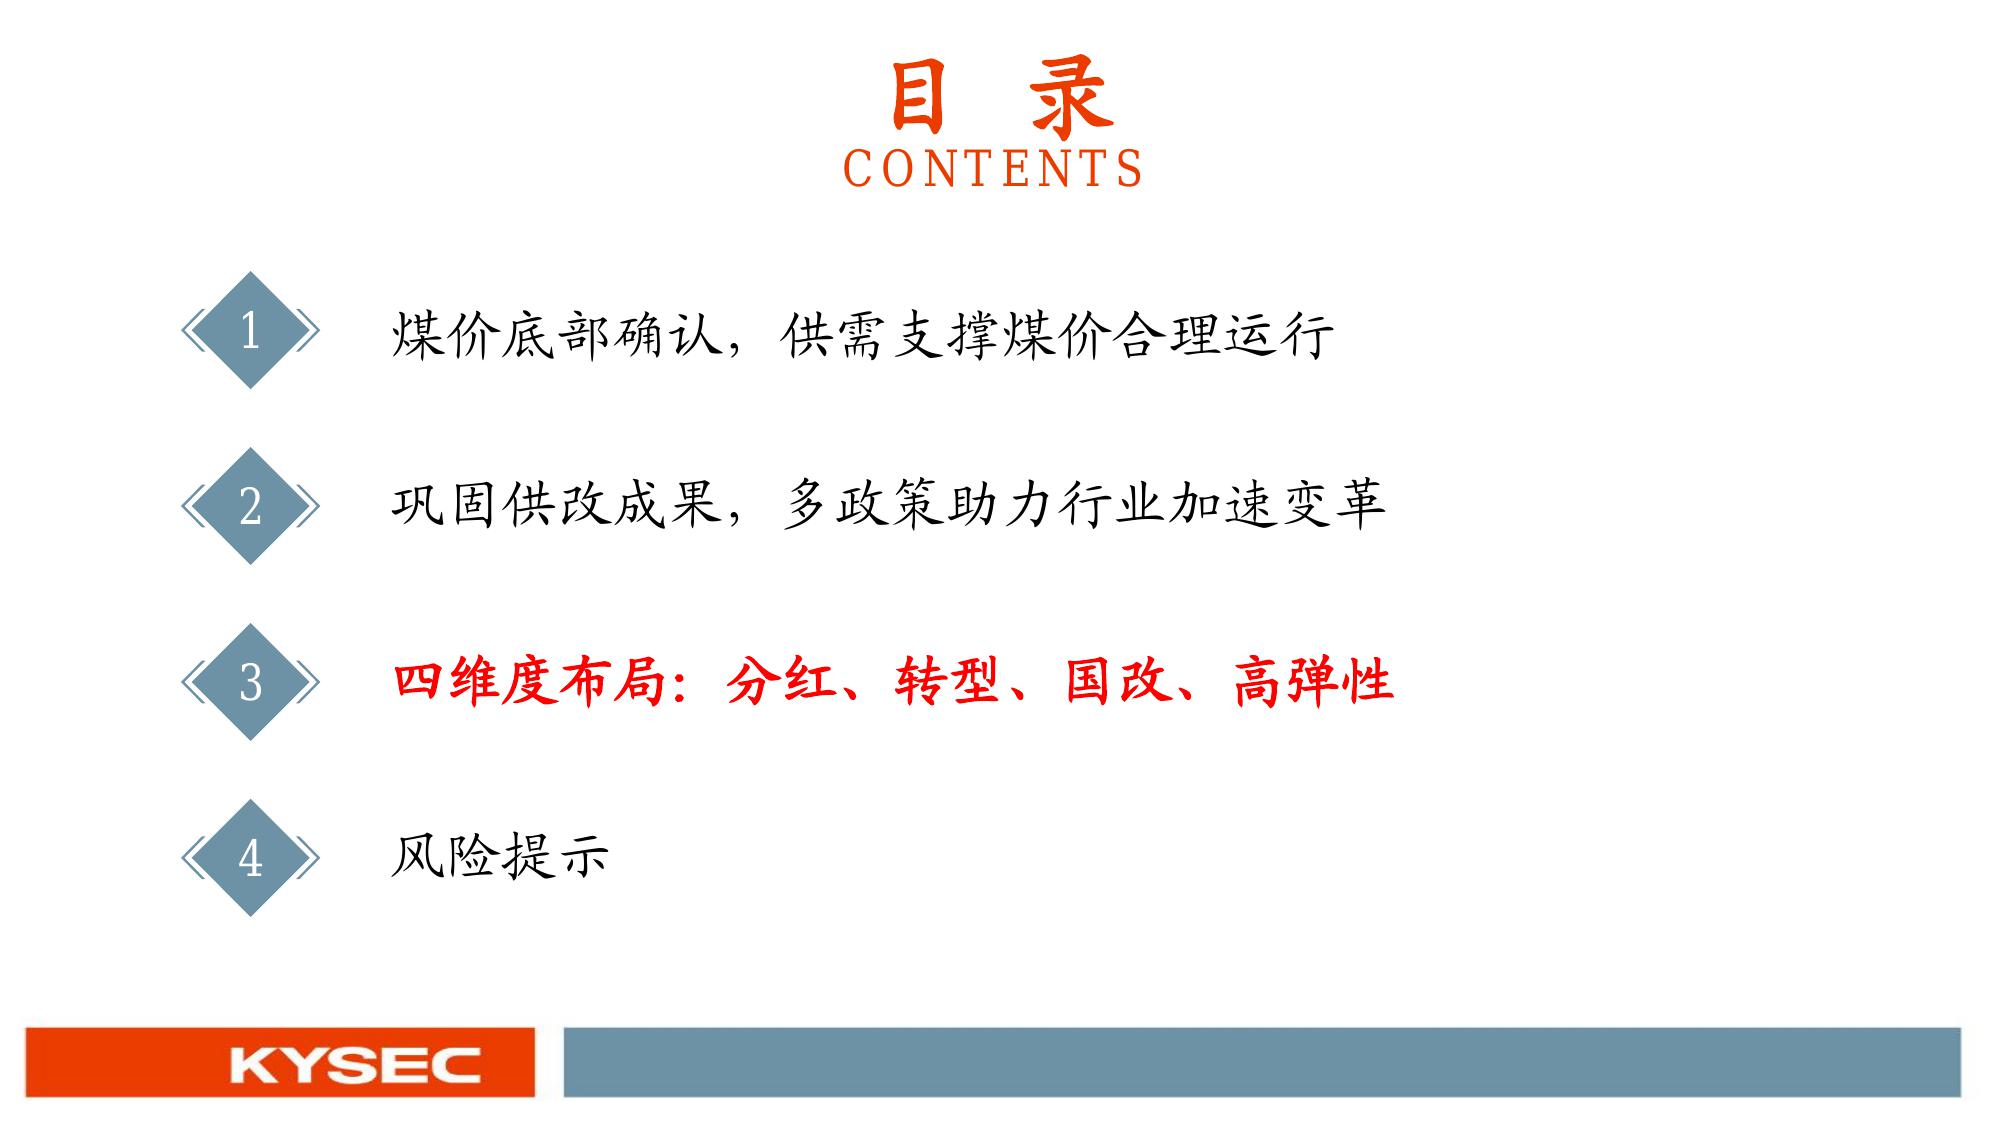 目 录
CONTENTS
1 煤价底部确认，供需支撑煤价合理运行
2 巩固供改成果，多政策助力行业加速变革
3 四维度布局：分红、转型、国改、高弹性
4 风险提示
KYSEC